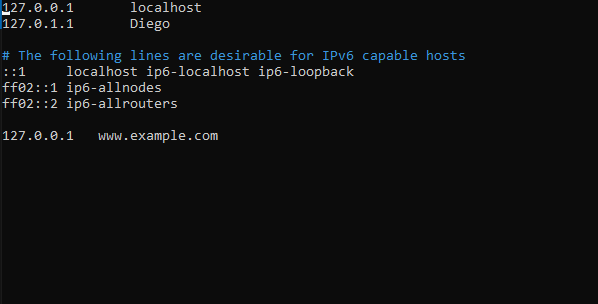 127.0.0.1       localhost
127.0.1.1       Diego
# The following lines are desirable for IPv6 capable hosts
::1     localhost ip6-localhost ip6-loopback
ff02::1 ip6-allnodes
ff02::2 ip6-allrouters
127.0.0.1   www.example.com